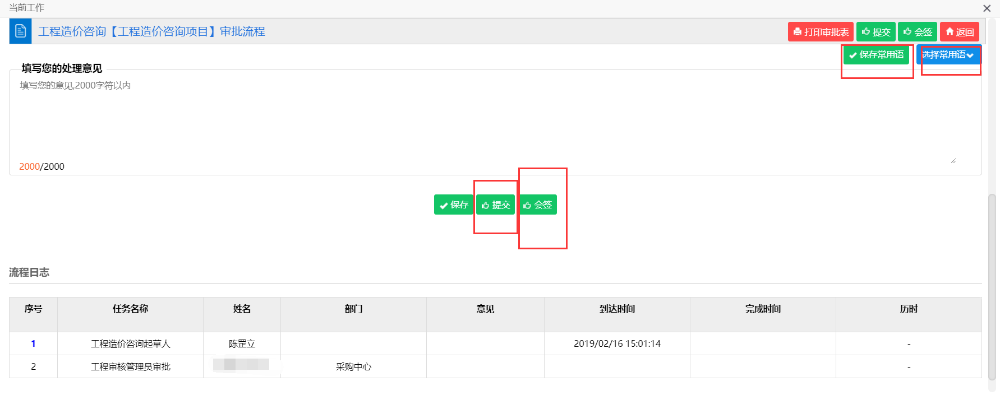 当前工作
工程造价咨询【工程造价咨询项目】审批流程
打印审批表 提交 会签 返回
保存常用语 选择常用语
填写您的处理意见
填写您的意见,2000字符以内
2000/2000
保存 提交 会签
流程日志
序号 任务名称 姓名 部门 意见 到达时间 完成时间 历时
1 工程造价咨询起草人 陈罡立 2019/02/16 15:01:14 -
2 工程审核管理员审批 采购中心 -